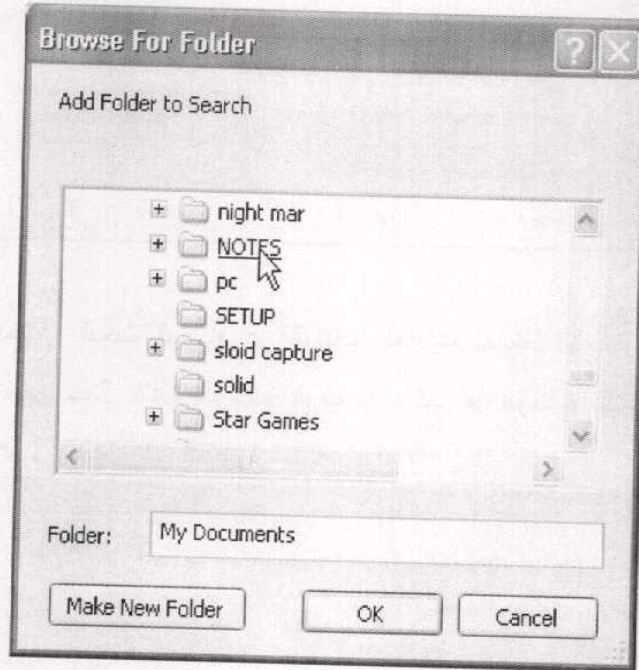 Browse For Folder
Add Folder to Search
night mar
NOTES
pc
SETUP
sloid capture
solid
Star Games
Folder: My Documents
Make New Folder OK Cancel